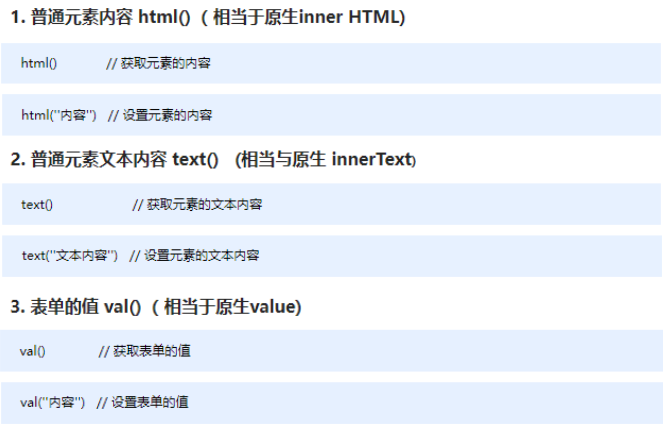 1. 普通元素内容 html() ( 相当于原生inner HTML)
html() // 获取元素的内容
html(''内容'') // 设置元素的内容
2. 普通元素文本内容 text() (相当与原生 innerText)
text() // 获取元素的文本内容
text(''文本内容'') // 设置元素的文本内容
3. 表单的值 val() ( 相当于原生value)
val() // 获取表单的值
val(''内容'') // 设置表单的值